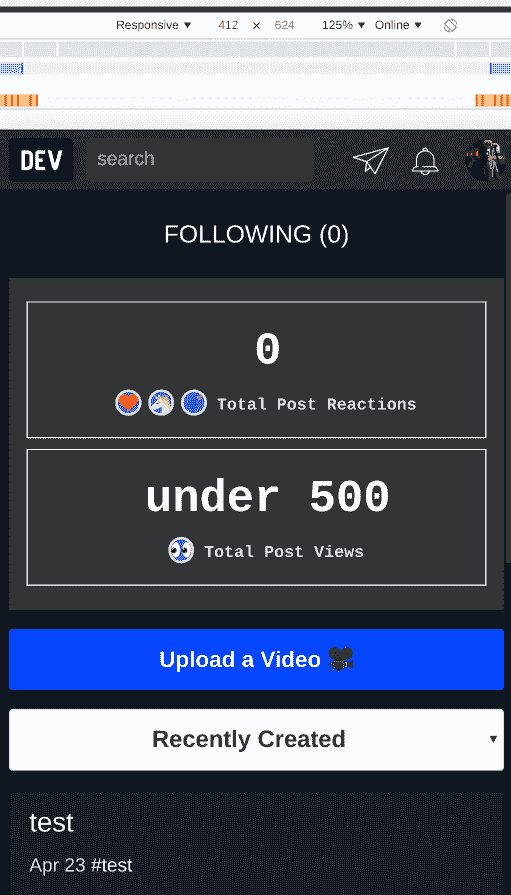 Responsive ▼ 412 × 624 125% ▼ Online ▼
DEV search
FOLLOWING (0)
0
Total Post Reactions
under 500
Total Post Views
Upload a Video
Recently Created ▼
test
Apr 23 #test